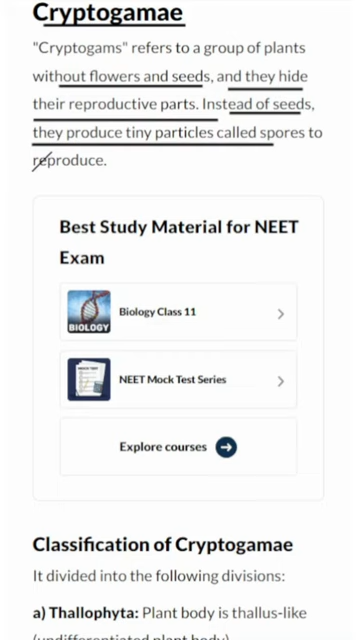 Cryptogamae
"Cryptogams" refers to a group of plants
without flowers and seeds, and they hide
their reproductive parts. Instead of seeds,
they produce tiny particles called spores to
reproduce.
Best Study Material for NEET
Exam
BIOLOGY
Biology Class 11
NEET Mock Test Series
Explore courses
Classification of Cryptogamae
It divided into the following divisions:
a) Thallophyta: Plant body is thallus-like
(undifferentiated plant body)